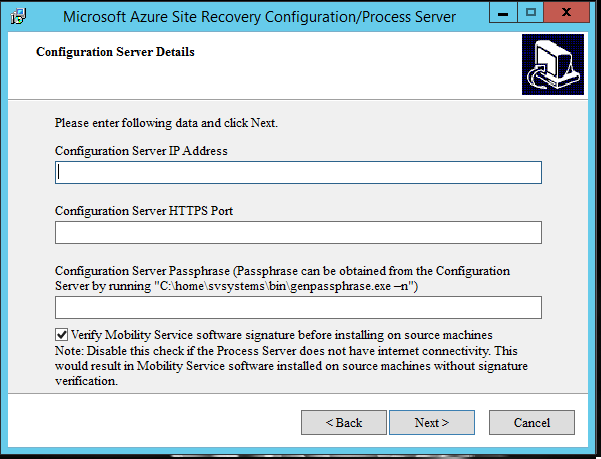 Microsoft Azure Site Recovery Configuration/Process Server
Configuration Server Details
Please enter following data and click Next.
Configuration Server IP Address
Configuration Server HTTPS Port
Configuration Server Passphrase (Passphrase can be obtained from the Configuration
Server by running "C:\home\svsystems\bin\genpassphrase.exe –n")
Verify Mobility Service software signature before installing on source machines
Note: Disable this check if the Process Server does not have internet connectivity. This
would result in Mobility Service software installed on source machines without signature
verification.
< Back Next > Cancel